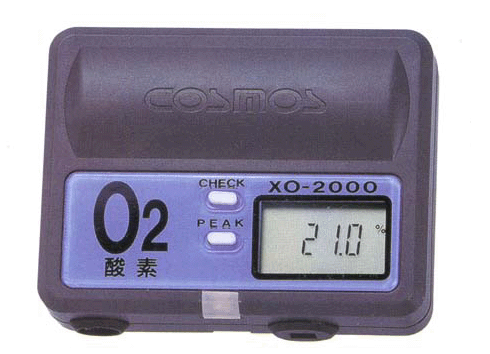 COSMOS
CHECK
XO-2000
PEAK
O2
酸素
21.0 %